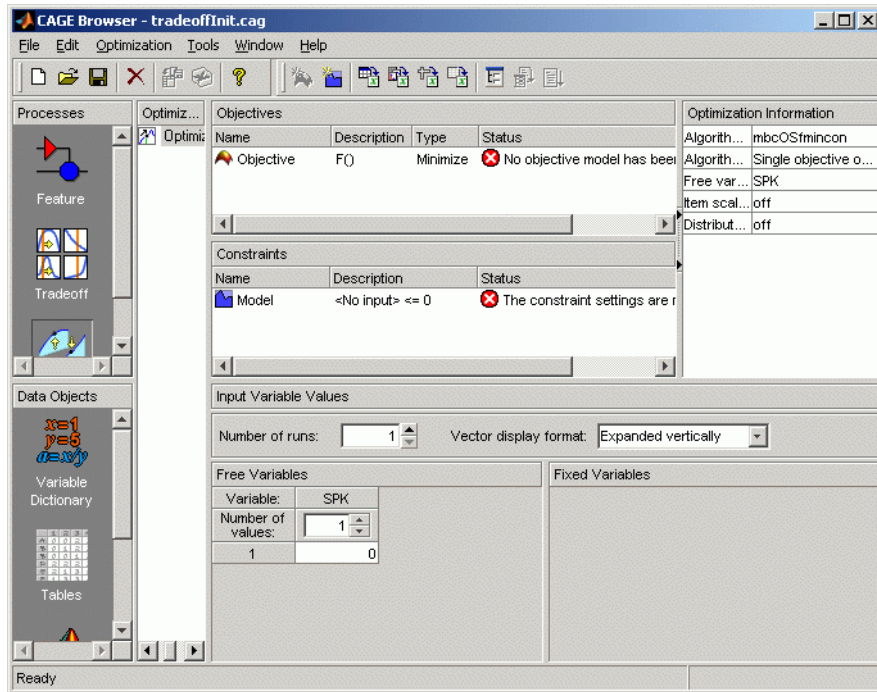 CAGE Browser - tradeoffInit.cag
File Edit Optimization Tools Window Help
Processes
Feature
Tradeoff
Optimiz...
Optimiz
Objectives
Name Description Type Status
Objective F() Minimize No objective model has been
Constraints
Name Description Status
Model <No input> <= 0 The constraint settings are
Optimization Information
Algorith... mbcOSfmincon
Algorith... Single objective o...
Free var... SPK
Item scal... off
Distribut... off
Data Objects
x=1
y=5
a=x/y
Variable
Dictionary
Tables
Input Variable Values
Number of runs: 1 Vector display format: Expanded vertically
Free Variables
Variable: SPK
Number of values: 1
1 0
Fixed Variables
Ready